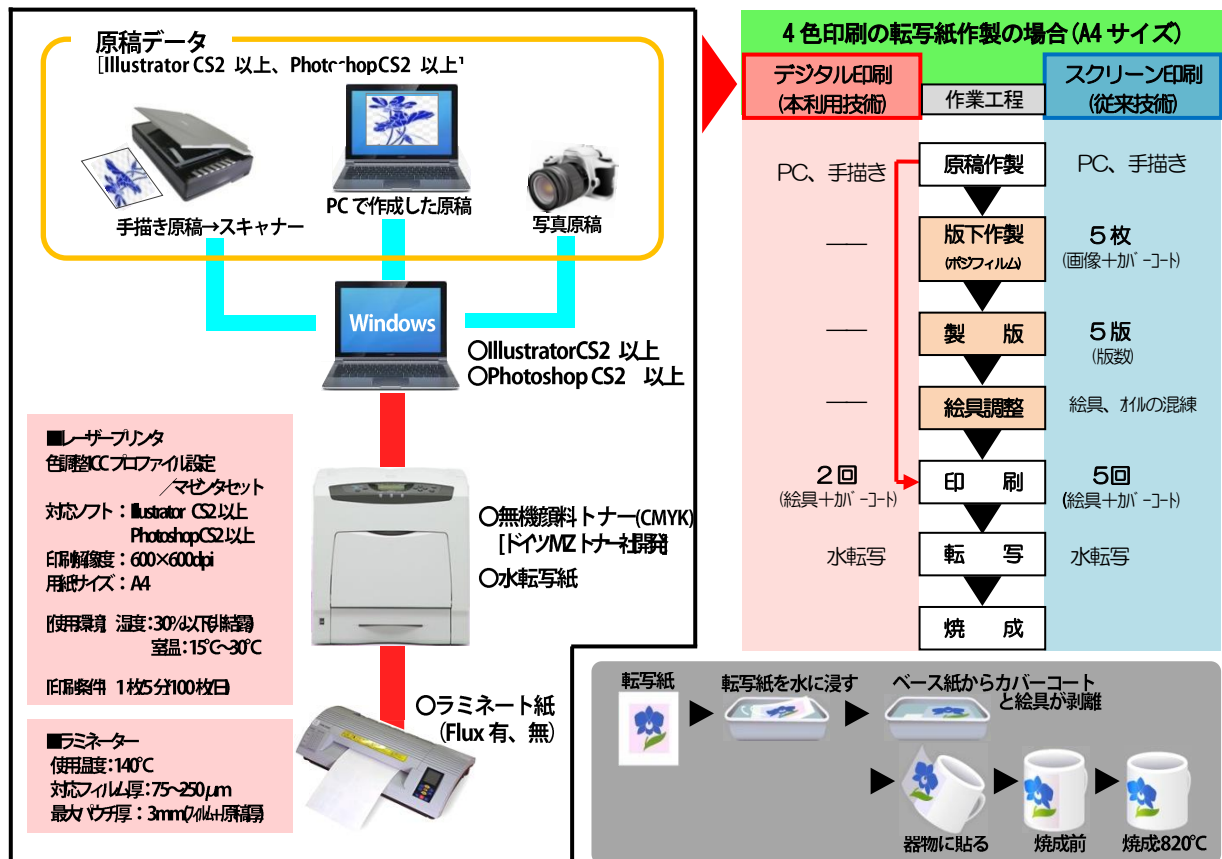 原稿データ
[Illustrator CS2 以上、PhotoshopCS2 以上]
手描き原稿→スキャナー
PCで作成した原稿
写真原稿
Windows
○IllustratorCS2 以上
○Photoshop CS2 以上
■レーザープリンタ
色調整ICCプロファイル設定
／マゼンタセット
対応ソフト：Illustrator CS2以上
PhotoshopCS2以上
印刷解像度：600×600dpi
用紙サイズ：A4
[使用環境] 湿度：30%以下(非結露)
室温：15℃～30℃
[印刷条件] 1枚5分(100枚/日)
○無機顔料トナー(CMYK)
[ドイツMZトナー社開発]
○水転写紙
■ラミネーター
使用温度：140℃
対応フィルム厚：75～250μm
最大パウチ厚：3mm(フィルム+原稿厚)
○ラミネート紙
(Flux 有、無)
4色印刷の転写紙作製の場合(A4サイズ)
デジタル印刷
(本利用技術)
作業工程
スクリーン印刷
(従来技術)
PC、手描き
原稿作製
PC、手描き
――
版下作製
(ポジフィルム)
5枚
(画像＋ｶﾊﾞｰｺｰﾄ)
――
製 版
5版
(版数)
――
絵具調整
絵具、ｵｲﾙの混練
2回
(絵具＋ｶﾊﾞｰｺｰﾄ)
印 刷
5回
(絵具＋ｶﾊﾞｰｺｰﾄ)
水転写
転 写
水転写
焼 成
転写紙
転写紙を水に浸す
ベース紙からカバーコート
と絵具が剥離
器物に貼る
焼成前
焼成:820℃